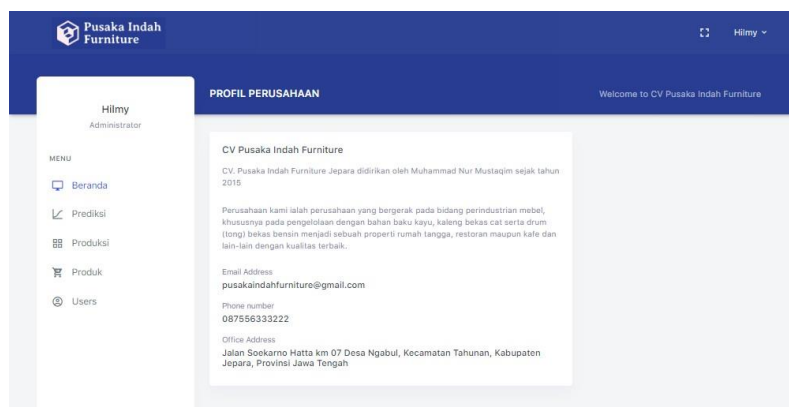 Pusaka Indah
Furniture
Hilmy
PROFIL PERUSAHAAN
Welcome to CV Pusaka Indah Furniture
Hilmy
Administrator
MENU
Beranda
Prediksi
Produksi
Produk
Users
CV Pusaka Indah Furniture
CV. Pusaka Indah Furniture Jepara didirikan oleh Muhammad Nur Mustaqim sejak tahun
2015
Perusahaan kami ialah perusahaan yang bergerak pada bidang perindustrian mebel,
khususnya pada pengelolaan dengan bahan baku kayu, kaleng bekas cat serta drum
(tong) bekas bensin menjadi sebuah properti rumah tangga, restoran maupun kafe dan
lain-lain dengan kualitas terbaik.
Email Address
pusakaindahfurniture@gmail.com
Phone number
087556333222
Office Address
Jalan Soekarno Hatta km 07 Desa Ngabul, Kecamatan Tahunan, Kabupaten
Jepara, Provinsi Jawa Tengah